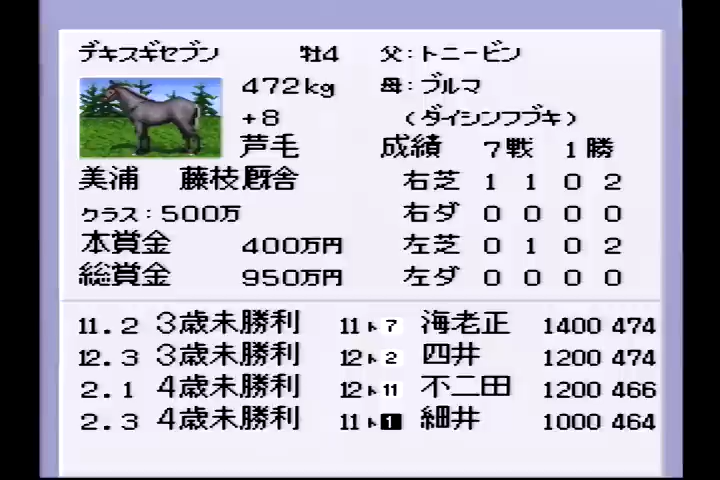 デキスギセブン 牡4 父:トニービン
472kg 母:ブルマ
+8 (ダイシンフブキ)
芦毛 成績 7戦 1勝
美浦 藤枝厩舎 右芝 1 1 0 2
クラス:500万 右ダ 0 0 0 0
本賞金 400万円 左芝 0 1 0 2
総賞金 950万円 左ダ 0 0 0 0
11.2 3歳未勝利 11ト 7 海老正 1400 474
12.3 3歳未勝利 12ト 2 四井 1200 474
2.1 4歳未勝利 12ト 11 不二田 1200 466
2.3 4歳未勝利 11ト 1 細井 1000 464